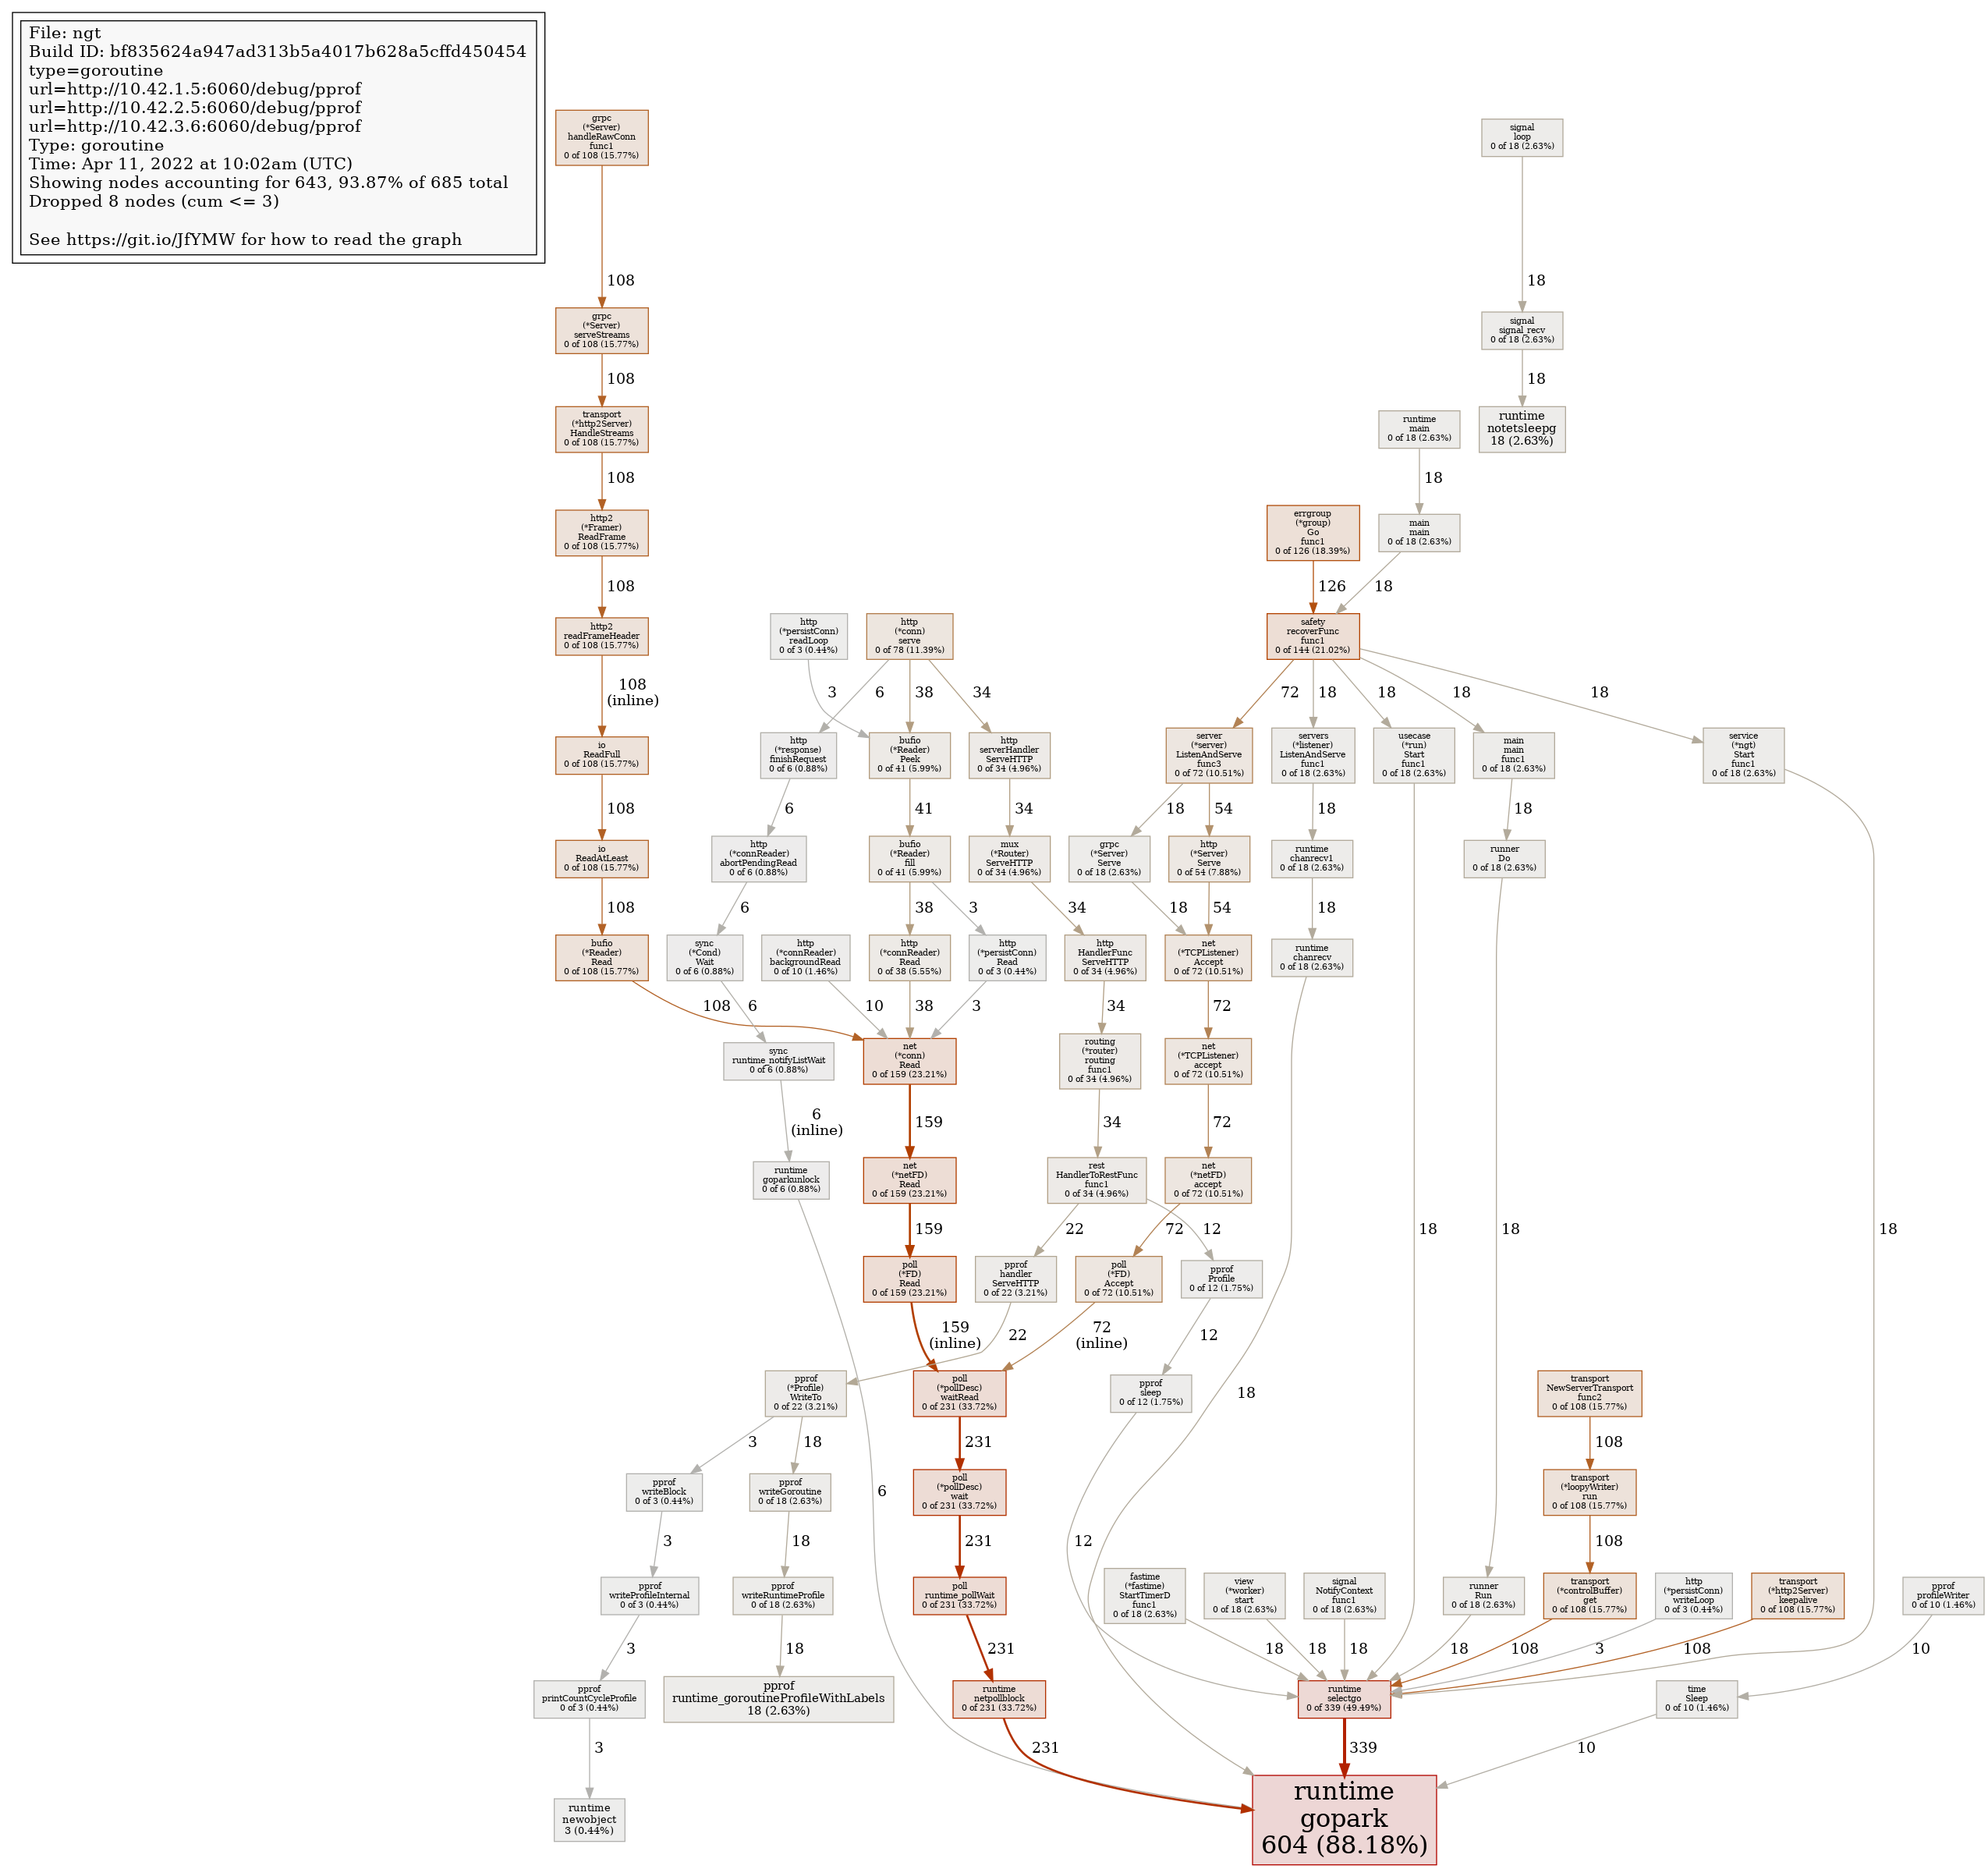 File: ngt
Build ID: bf835624a947ad313b5a4017b628a5cffd450454
type=goroutine
url=http://10.42.1.5:6060/debug/pprof
url=http://10.42.2.5:6060/debug/pprof
url=http://10.42.3.6:6060/debug/pprof
Type: goroutine
Time: Apr 11, 2022 at 10:02am (UTC)
Showing nodes accounting for 643, 93.87% of 685 total
Dropped 8 nodes (cum <= 3)
See https://git.io/JfYMW for how to read the graph
grpc
(*Server)
handleRawConn
func1
0 of 108 (15.77%)
108
grpc
(*Server)
serveStreams
0 of 108 (15.77%)
108
transport
(*http2Server)
HandleStreams
0 of 108 (15.77%)
108
http2
(*Framer)
ReadFrame
0 of 108 (15.77%)
108
http2
readFrameHeader
0 of 108 (15.77%)
108
(inline)
io
ReadFull
0 of 108 (15.77%)
108
io
ReadAtLeast
0 of 108 (15.77%)
108
bufio
(*Reader)
Read
0 of 108 (15.77%)
108
signal
loop
0 of 18 (2.63%)
18
signal
signal_recv
0 of 18 (2.63%)
18
runtime
notetsleepg
18 (2.63%)
runtime
main
0 of 18 (2.63%)
18
main
main
0 of 18 (2.63%)
18
errgroup
(*group)
Go
func1
0 of 126 (18.39%)
126
safety
recoverFunc
func1
0 of 144 (21.02%)
72
18
18
18
18
http
(*persistConn)
readLoop
0 of 3 (0.44%)
3
http
(*conn)
serve
0 of 78 (11.39%)
6
38
34
http
(*response)
finishRequest
0 of 6 (0.88%)
6
bufio
(*Reader)
Peek
0 of 41 (5.99%)
41
http
serverHandler
ServeHTTP
0 of 34 (4.96%)
34
server
(*server)
ListenAndServe
func3
0 of 72 (10.51%)
18
54
servers
(*listener)
ListenAndServe
func1
0 of 18 (2.63%)
18
usecase
(*run)
Start
func1
0 of 18 (2.63%)
18
main
main
func1
0 of 18 (2.63%)
18
service
(*ngt)
Start
func1
0 of 18 (2.63%)
18
http
(*connReader)
abortPendingRead
0 of 6 (0.88%)
6
bufio
(*Reader)
fill
0 of 41 (5.99%)
38
3
mux
(*Router)
ServeHTTP
0 of 34 (4.96%)
34
grpc
(*Server)
Serve
0 of 18 (2.63%)
18
http
(*Server)
Serve
0 of 54 (7.88%)
54
runtime
chanrecv1
0 of 18 (2.63%)
18
runner
Do
0 of 18 (2.63%)
18
sync
(*Cond)
Wait
0 of 6 (0.88%)
6
http
(*connReader)
backgroundRead
0 of 10 (1.46%)
10
http
(*connReader)
Read
0 of 38 (5.55%)
38
http
(*persistConn)
Read
0 of 3 (0.44%)
3
http
HandlerFunc
ServeHTTP
0 of 34 (4.96%)
34
net
(*TCPListener)
Accept
0 of 72 (10.51%)
72
runtime
chanrecv
0 of 18 (2.63%)
18
sync
runtime_notifyListWait
0 of 6 (0.88%)
6
(inline)
net
(*conn)
Read
0 of 159 (23.21%)
159
routing
(*router)
routing
func1
0 of 34 (4.96%)
34
net
(*TCPListener)
accept
0 of 72 (10.51%)
72
runtime
goparkunlock
0 of 6 (0.88%)
6
net
(*netFD)
Read
0 of 159 (23.21%)
159
rest
HandlerToRestFunc
func1
0 of 34 (4.96%)
22
12
net
(*netFD)
accept
0 of 72 (10.51%)
72
poll
(*FD)
Read
0 of 159 (23.21%)
159
(inline)
pprof
handler
ServeHTTP
0 of 22 (3.21%)
22
poll
(*FD)
Accept
0 of 72 (10.51%)
72
(inline)
pprof
Profile
0 of 12 (1.75%)
12
pprof
(*Profile)
WriteTo
0 of 22 (3.21%)
3
18
poll
(*pollDesc)
waitRead
0 of 231 (33.72%)
231
pprof
sleep
0 of 12 (1.75%)
12
transport
NewServerTransport
func2
0 of 108 (15.77%)
108
pprof
writeBlock
0 of 3 (0.44%)
3
pprof
writeGoroutine
0 of 18 (2.63%)
18
poll
(*pollDesc)
wait
0 of 231 (33.72%)
231
transport
(*loopyWriter)
run
0 of 108 (15.77%)
108
pprof
writeProfileInternal
0 of 3 (0.44%)
3
pprof
writeRuntimeProfile
0 of 18 (2.63%)
18
poll
runtime_pollWait
0 of 231 (33.72%)
231
fastime
(*fastime)
StartTimerD
func1
0 of 18 (2.63%)
18
view
(*worker)
start
0 of 18 (2.63%)
18
signal
NotifyContext
func1
0 of 18 (2.63%)
18
runner
Run
0 of 18 (2.63%)
18
transport
(*controlBuffer)
get
0 of 108 (15.77%)
108
http
(*persistConn)
writeLoop
0 of 3 (0.44%)
3
transport
(*http2Server)
keepalive
0 of 108 (15.77%)
108
pprof
profileWriter
0 of 10 (1.46%)
10
pprof
printCountCycleProfile
0 of 3 (0.44%)
3
pprof
runtime_goroutineProfileWithLabels
18 (2.63%)
runtime
netpollblock
0 of 231 (33.72%)
231
runtime
selectgo
0 of 339 (49.49%)
339
time
Sleep
0 of 10 (1.46%)
10
runtime
newobject
3 (0.44%)
runtime
gopark
604 (88.18%)